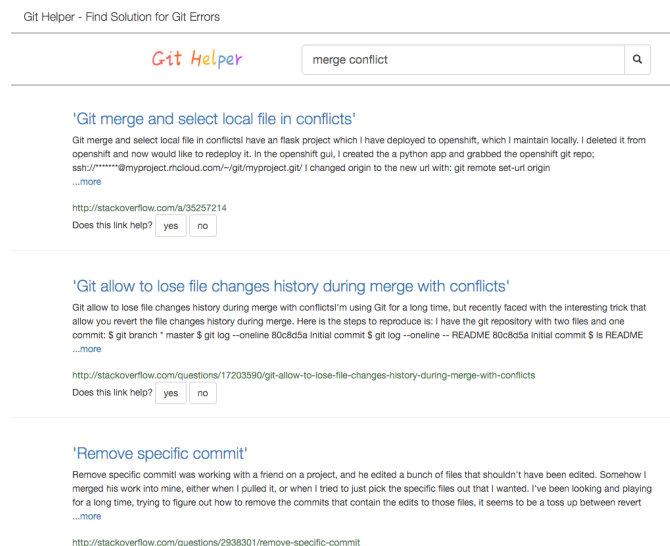 Git Helper - Find Solution for Git Errors
Git Helper
merge conflict
'Git merge and select local file in conflicts'
Git merge and select local file in conflictsI have an flask project which I have deployed to openshift, which I maintain locally. I deleted it from
openshift and now would like to redeploy it. In the openshift gui, I created the a python app and grabbed the openshift git repo;
ssh://*******@myproject.rhcloud.com/~/git/myproject.git/ I changed origin to the new url with: git remote set-url origin
...more
http://stackoverflow.com/a/35257214
Does this link help? yes no
'Git allow to lose file changes history during merge with conflicts'
Git allow to lose file changes history during merge with conflictsI'm using Git for a long time, but recently faced with the interesting trick that
allow you revert the file changes history during merge. Here is the steps to reproduce is: I have the git repository with two files and one
commit: $ git branch * master $ git log --oneline 80c8d5a Initial commit $ git log --oneline -- README 80c8d5a Initial commit $ ls README
...more
http://stackoverflow.com/questions/17203590/git-allow-to-lose-file-changes-history-during-merge-with-conflicts
Does this link help? yes no
'Remove specific commit'
Remove specific commitI was working with a friend on a project, and he edited a bunch of files that shouldn't have been edited. Somehow I
merged his work into mine, either when I pulled it, or when I tried to just pick the specific files out that I wanted. I've been looking and playing
for a long time, trying to figure out how to remove the commits that contain the edits to those files, it seems to be a toss up between revert
...more
http://stackoverflow.com/questions/2938301/remove-specific-commit